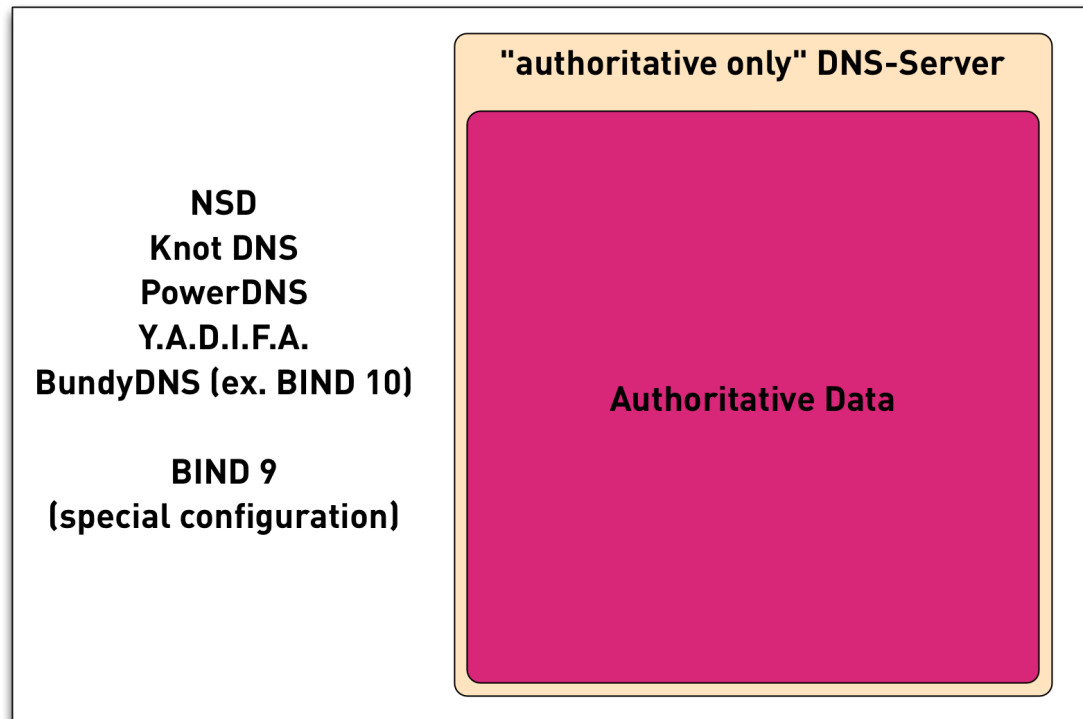 "authoritative only" DNS-Server
NSD
Knot DNS
PowerDNS
Y.A.D.I.F.A.
BundyDNS (ex. BIND 10)
BIND 9
(special configuration)
Authoritative Data